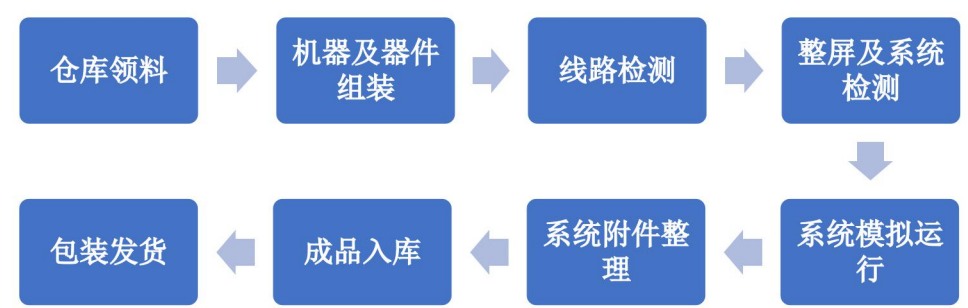 仓库领料
机器及器件
组装
线路检测
整屏及系统
检测
系统模拟运
行
系统附件整
理
成品入库
包装发货